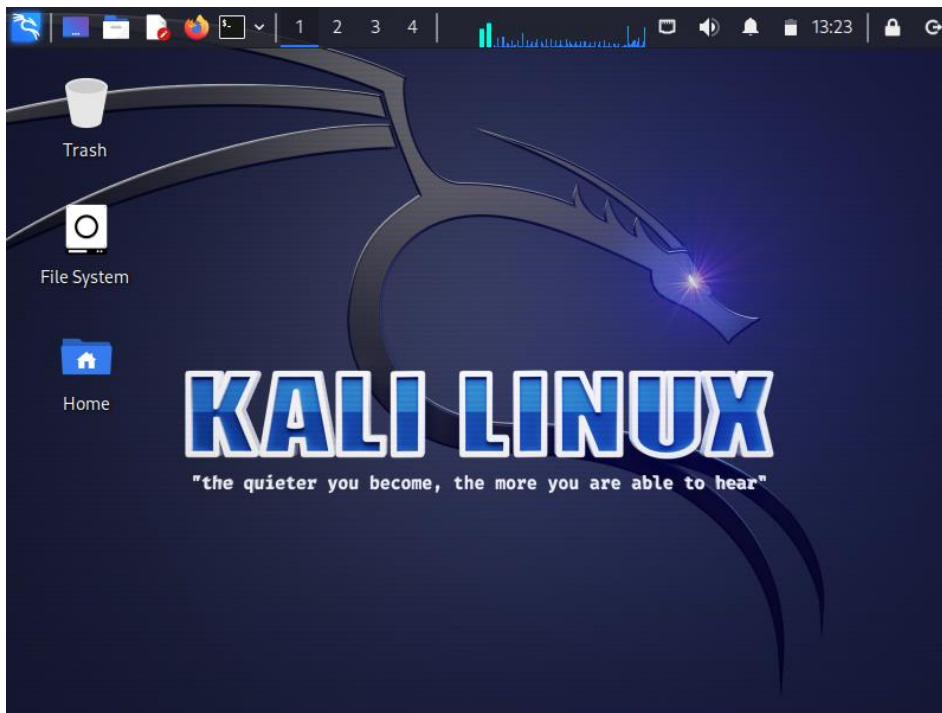 1 2 3 4 13:23
Trash
File System
Home
KALI LINUX
"the quieter you become, the more you are able to hear"